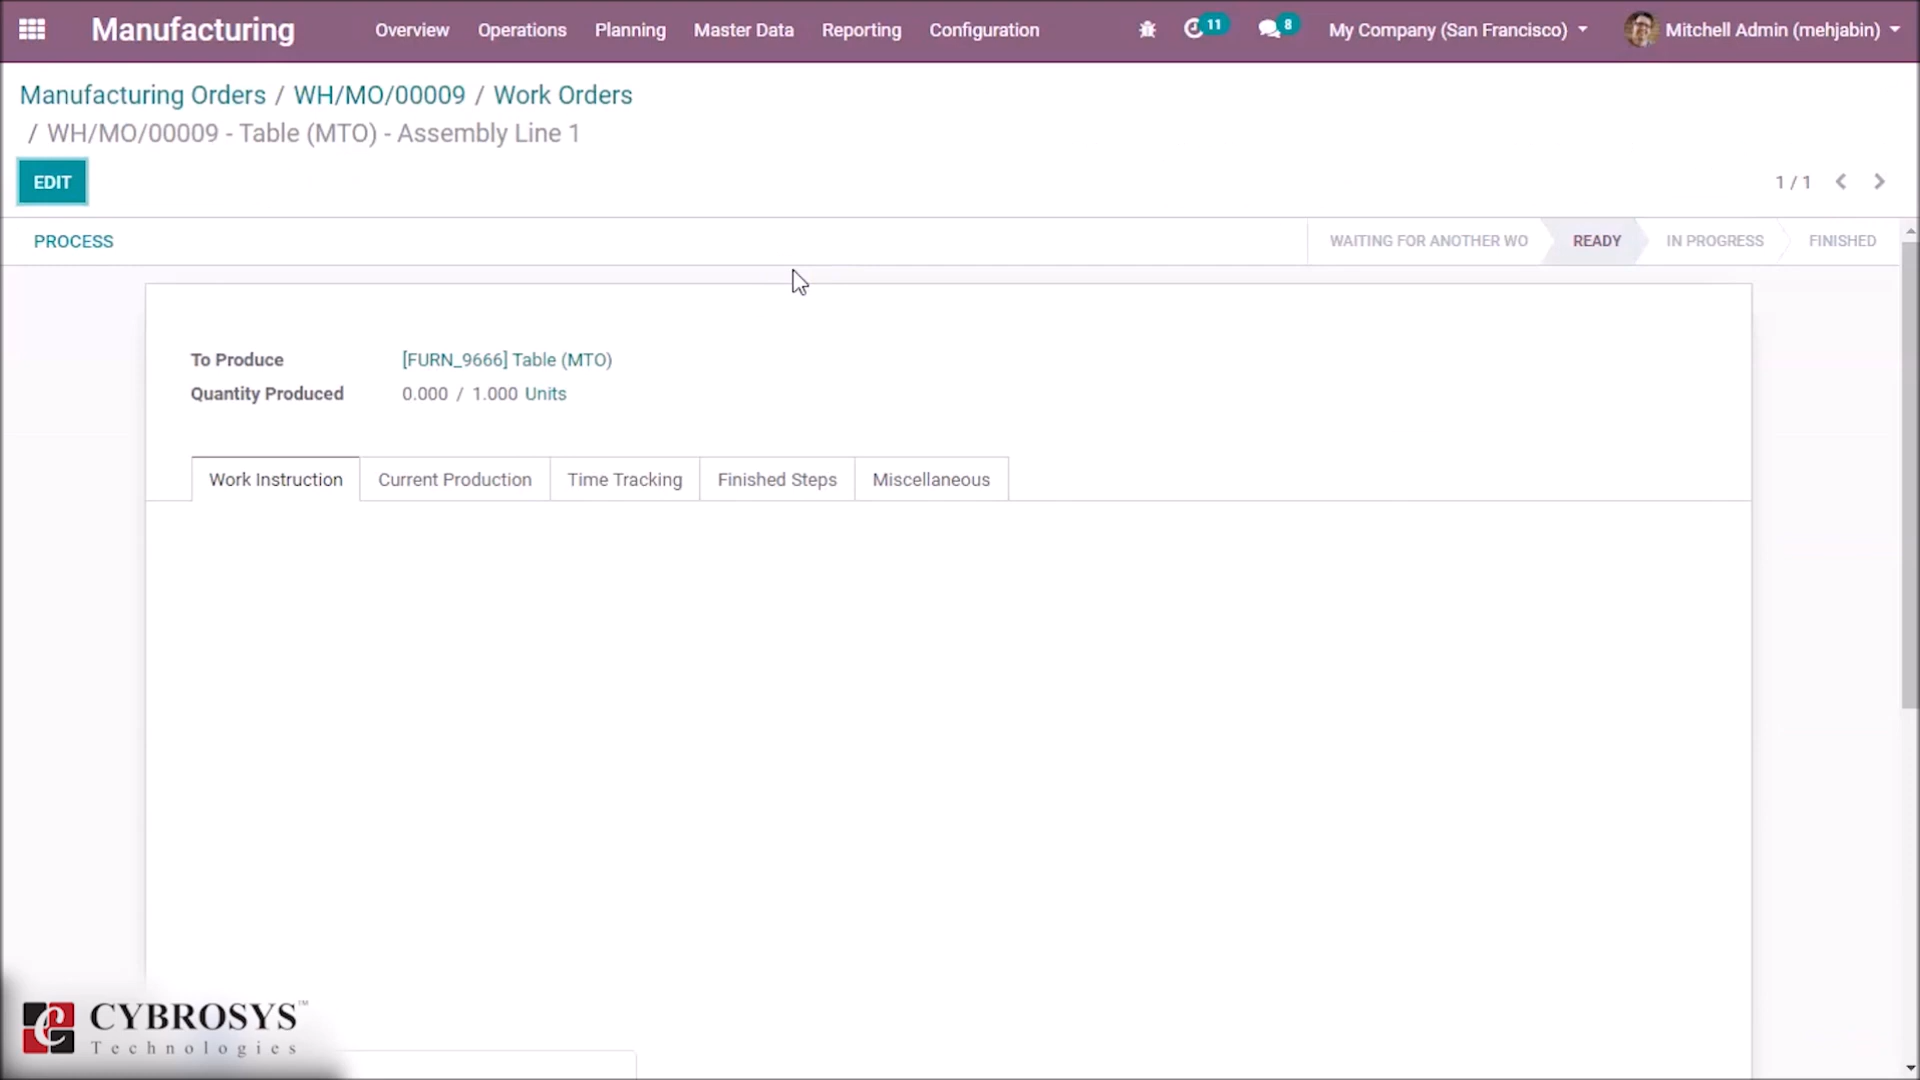 Manufacturing Overview Operations Planning Master Data Reporting Configuration 11 8 My Company (San Francisco) Mitchell Admin (mehjabin)
Manufacturing Orders / WH/MO/00009 / Work Orders
/ WH/MO/00009 - Table (MTO) - Assembly Line 1
EDIT 1 / 1
PROCESS WAITING FOR ANOTHER WO READY IN PROGRESS FINISHED
To Produce [FURN_9666] Table (MTO)
Quantity Produced 0.000 / 1.000 Units
Work Instruction Current Production Time Tracking Finished Steps Miscellaneous
CYBROSYS™
Technologies